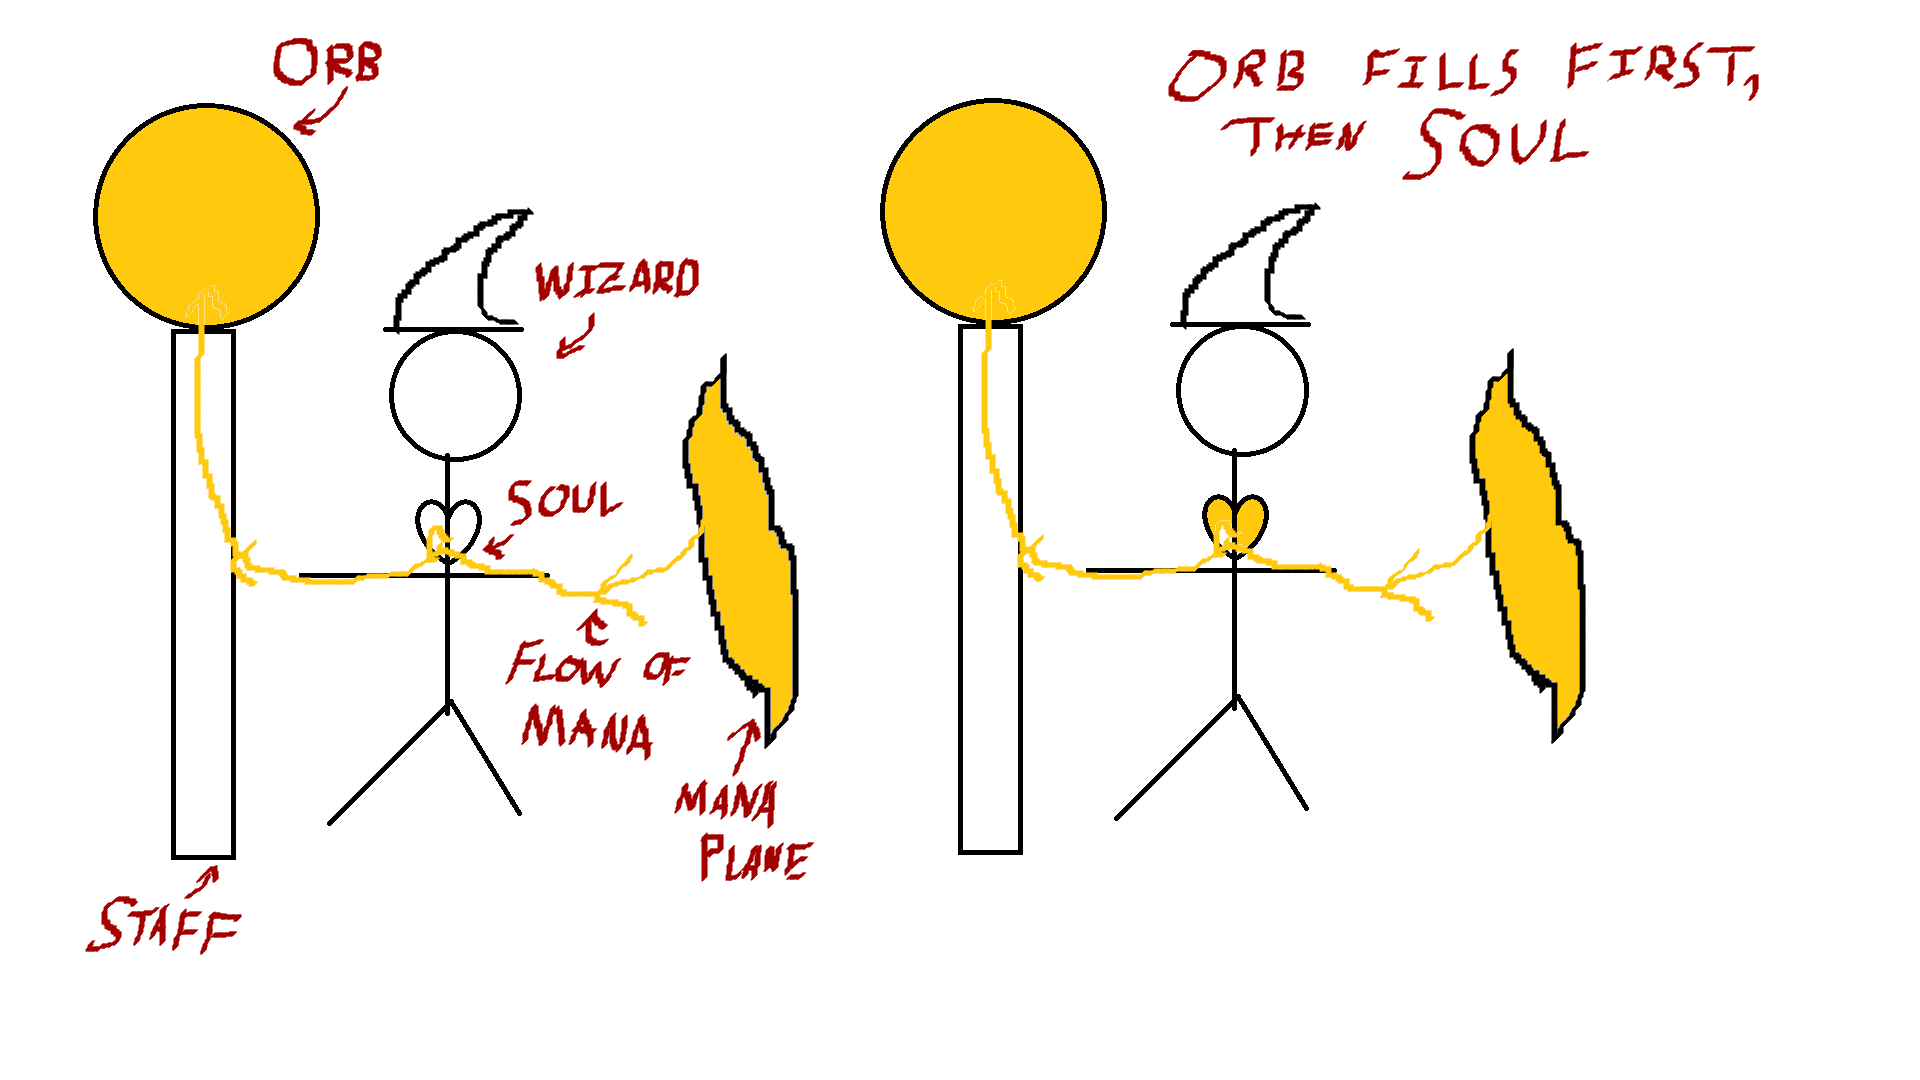 ORB
WIZARD
SOUL
FLOW OF
MANA
MANA
PLANE
STAFF
ORB FILLS FIRST,
THEN SOUL